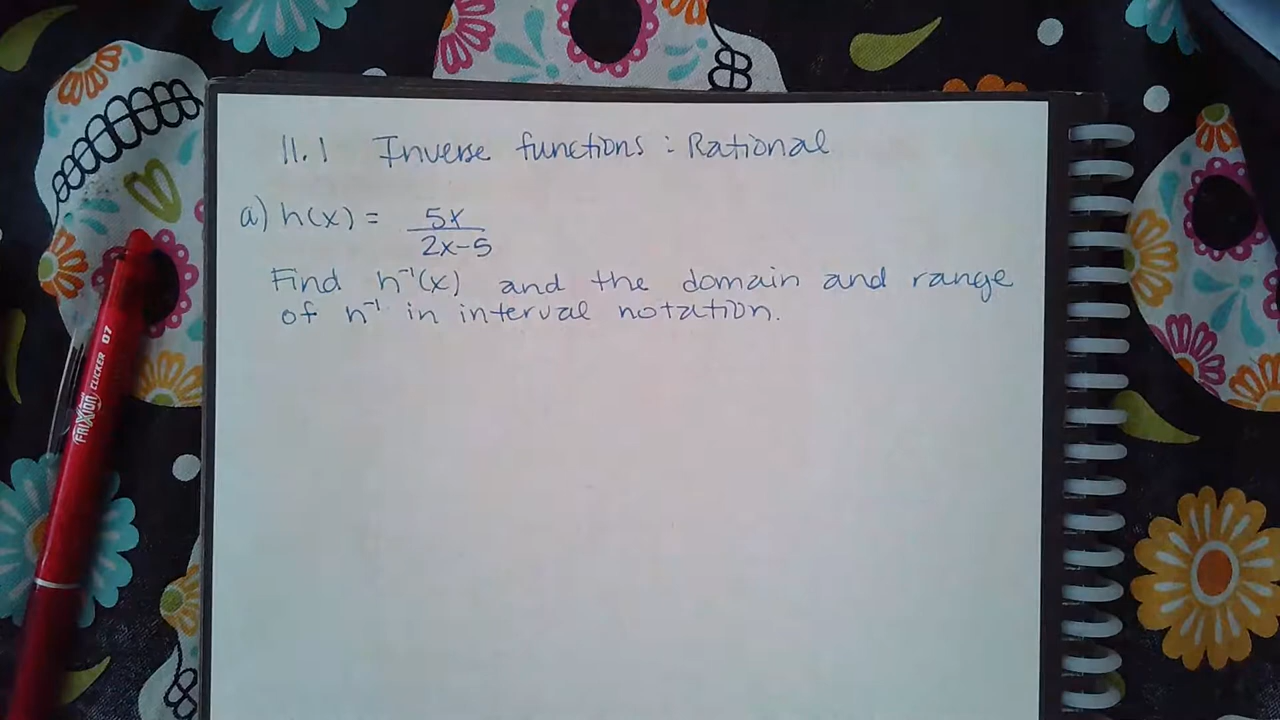 11.1 Inverse functions : Rational
a) h(x) = 5x / 2x-5
Find h⁻¹(x) and the domain and range
of h⁻¹ in interval notation.
FRIXION CLICKER 07